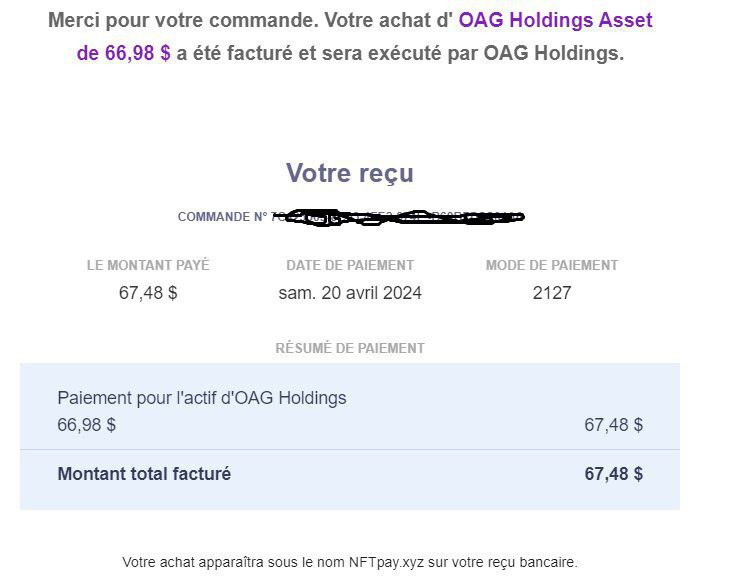 Merci pour votre commande. Votre achat d' OAG Holdings Asset
de 66,98 $ a été facturé et sera exécuté par OAG Holdings.
Votre reçu
COMMANDE N°
LE MONTANT PAYÉ DATE DE PAIEMENT MODE DE PAIEMENT
67,48 $ sam. 20 avril 2024 2127
RÉSUMÉ DE PAIEMENT
Paiement pour l'actif d'OAG Holdings
66,98 $ 67,48 $
Montant total facturé 67,48 $
Votre achat apparaîtra sous le nom NFTpay.xyz sur votre reçu bancaire.